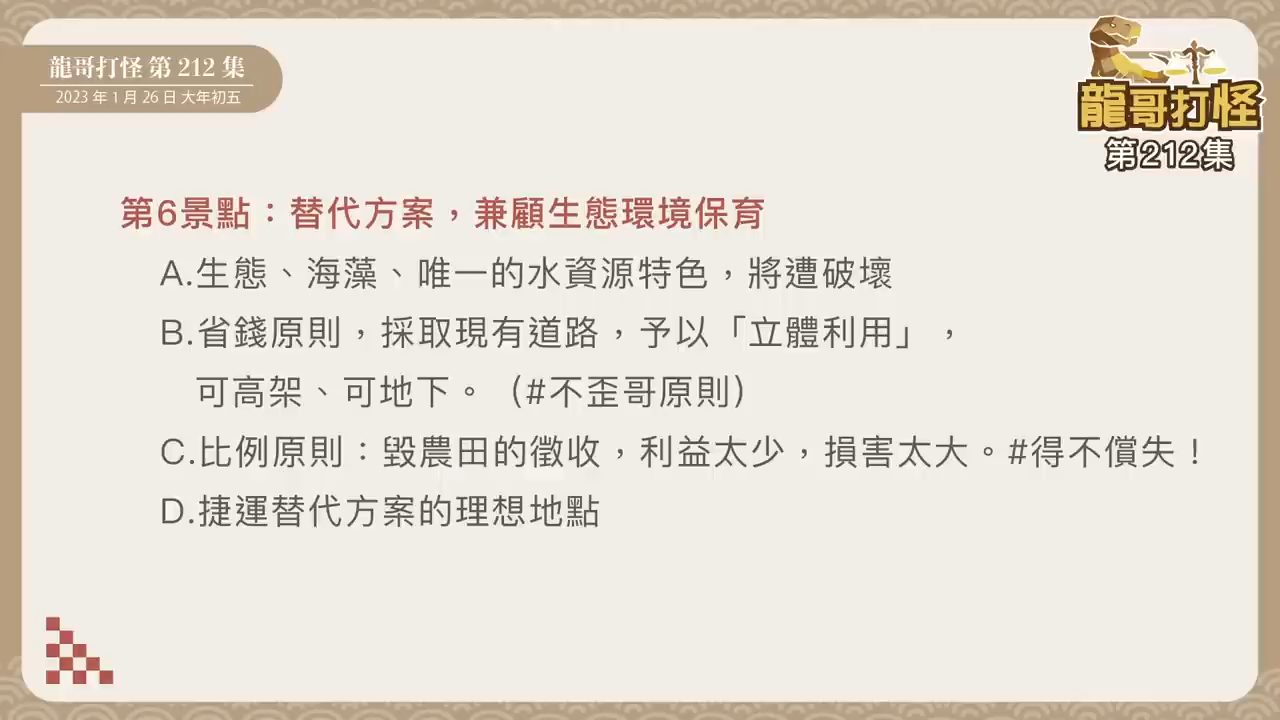 龍哥打怪 第 212 集
2023 年 1 月 26 日 大年初五
龍哥打怪
第212集
第6景點：替代方案，兼顧生態環境保育
A.生態、海藻、唯一的水資源特色，將遭破壞
B.省錢原則，採取現有道路，予以「立體利用」，
可高架、可地下。（#不歪哥原則）
C.比例原則：毀農田的徵收，利益太少，損害太大。#得不償失！
D.捷運替代方案的理想地點